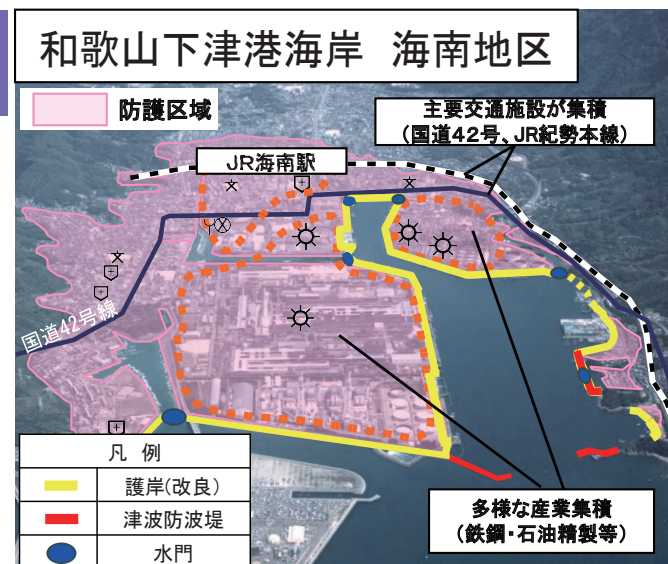 和歌山下津港海岸 海南地区
防護区域
主要交通施設が集積
(国道42号、JR紀勢本線)
JR海南駅
国道42号線
凡 例
護岸(改良)
津波防波堤
水門
多様な産業集積
(鉄鋼・石油精製等)